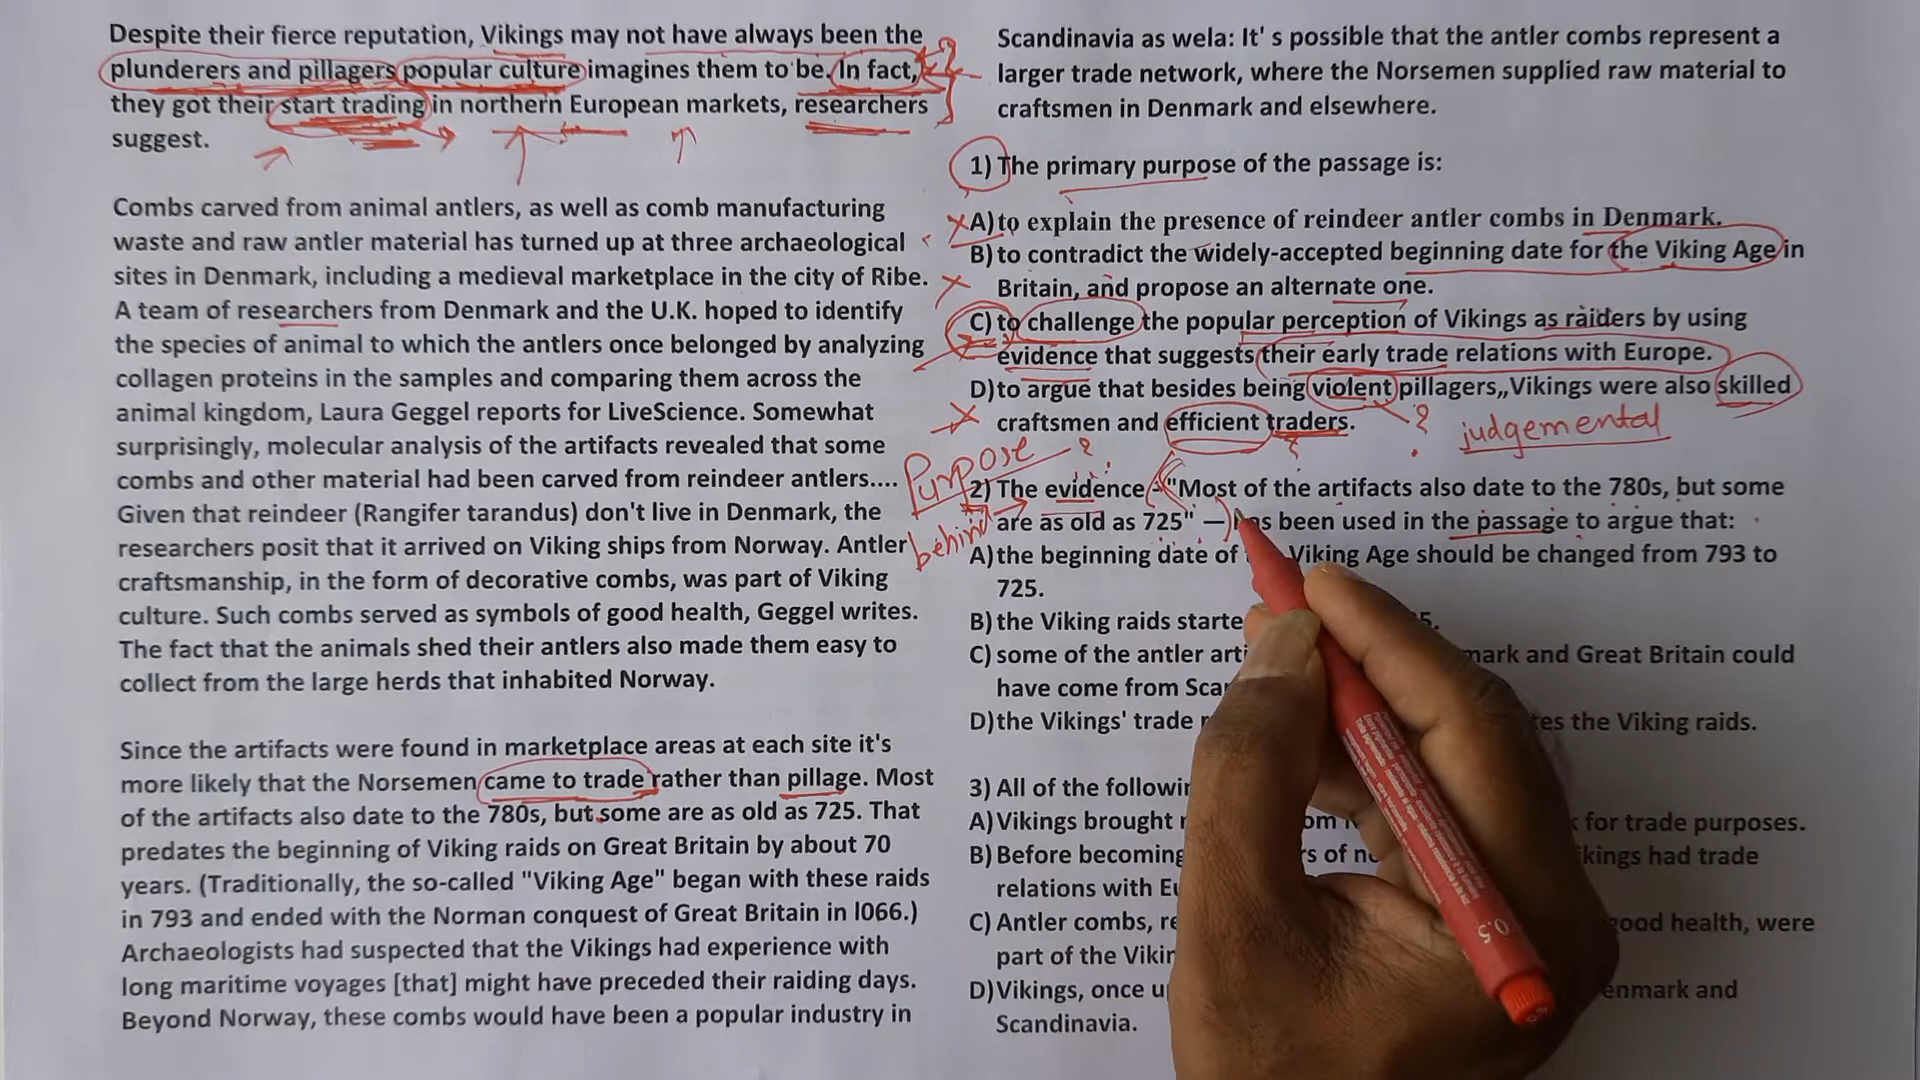 Despite their fierce reputation, Vikings may not have always been the
plunderers and pillagers popular culture imagines them to be. In fact,
they got their start trading in northern European markets, researchers
suggest.
Combs carved from animal antlers, as well as comb manufacturing
waste and raw antler material has turned up at three archaeological
sites in Denmark, including a medieval marketplace in the city of Ribe.
A team of researchers from Denmark and the U.K. hoped to identify
the species of animal to which the antlers once belonged by analyzing
collagen proteins in the samples and comparing them across the
animal kingdom, Laura Geggel reports for LiveScience. Somewhat
surprisingly, molecular analysis of the artifacts revealed that some
combs and other material had been carved from reindeer antlers....
Given that reindeer (Rangifer tarandus) don't live in Denmark, the
researchers posit that it arrived on Viking ships from Norway. Antler
craftsmanship, in the form of decorative combs, was part of Viking
culture. Such combs served as symbols of good health, Geggel writes.
The fact that the animals shed their antlers also made them easy to
collect from the large herds that inhabited Norway.
Since the artifacts were found in marketplace areas at each site it's
more likely that the Norsemen came to trade rather than pillage. Most
of the artifacts also date to the 780s, but some are as old as 725. That
predates the beginning of Viking raids on Great Britain by about 70
years. (Traditionally, the so-called "Viking Age" began with these raids
in 793 and ended with the Norman conquest of Great Britain in l066.)
Archaeologists had suspected that the Vikings had experience with
long maritime voyages [that] might have preceded their raiding days.
Beyond Norway, these combs would have been a popular industry in
Scandinavia as wela: It' s possible that the antler combs represent a
larger trade network, where the Norsemen supplied raw material to
craftsmen in Denmark and elsewhere.
1) The primary purpose of the passage is:
A) to explain the presence of reindeer antler combs in Denmark.
B) to contradict the widely-accepted beginning date for the Viking Age in
Britain, and propose an alternate one.
C) to challenge the popular perception of Vikings as raiders by using
evidence that suggests their early trade relations with Europe.
D) to argue that besides being violent pillagers,,Vikings were also skilled
craftsmen and efficient traders.
judgemental
Purpose
behind
2) The evidence - "Most of the artifacts also date to the 780s, but some
are as old as 725" — has been used in the passage to argue that:
A) the beginning date of Viking Age should be changed from 793 to
725.
B) the Viking raids
C) some of the antler and Great Britain could
have come from
D) the Vikings' trade the Viking raids.
3) All of the
A) Vikings brought for trade purposes.
B) Before becoming of had trade
relations with
C) Antler combs, good health, were
part of the
D) Vikings, once and
Scandinavia.
0.5